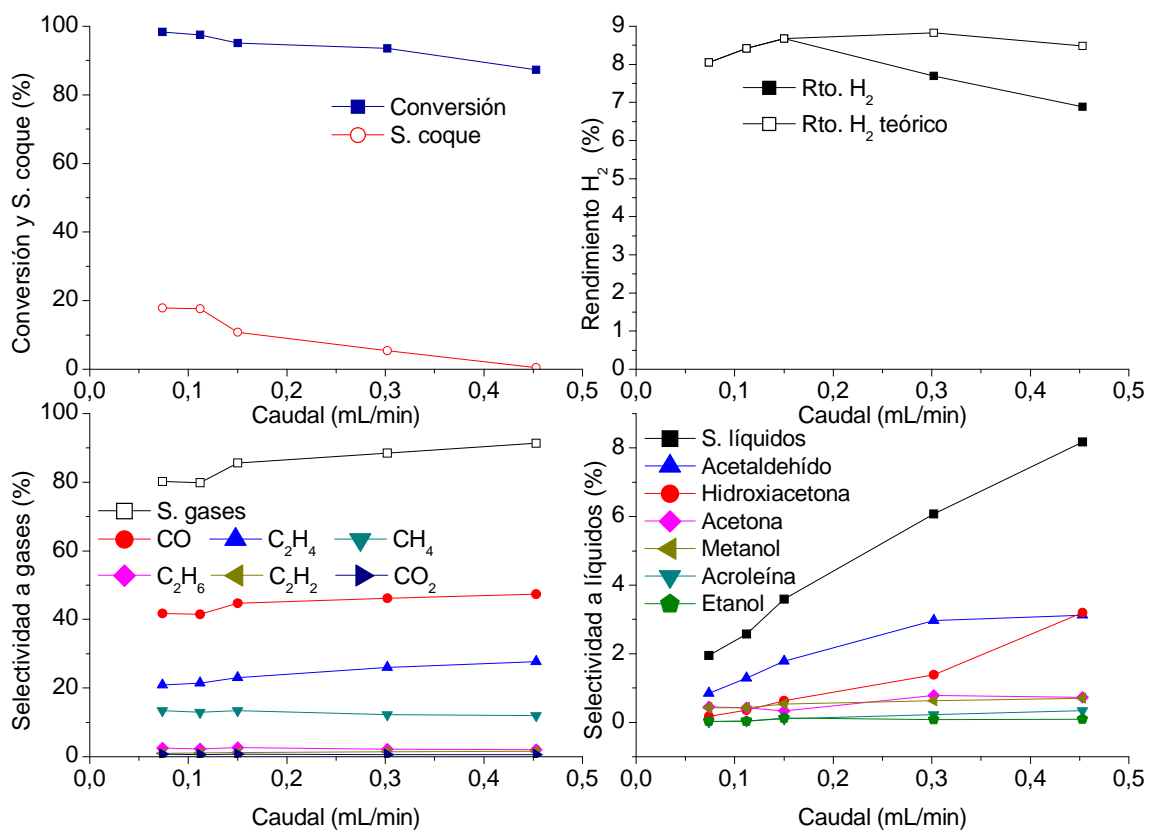 100
80
60
40
20
0
Conversión y S. coque (%)
Conversión
S. coque
0,0 0,1 0,2 0,3 0,4 0,5
Caudal (mL/min)
9
8
7
6
5
4
3
2
1
0
Rendimiento H2 (%)
Rto. H2
Rto. H2 teórico
0,0 0,1 0,2 0,3 0,4 0,5
Caudal (mL/min)
100
80
60
40
20
0
Selectividad a gases (%)
S. gases
CO C2H4 CH4
C2H6 C2H2 CO2
0,0 0,1 0,2 0,3 0,4 0,5
Caudal (mL/min)
8
6
4
2
0
Selectividad a líquidos (%)
S. líquidos
Acetaldehído
Hidroxiacetona
Acetona
Metanol
Acroleína
Etanol
0,0 0,1 0,2 0,3 0,4 0,5
Caudal (mL/min)